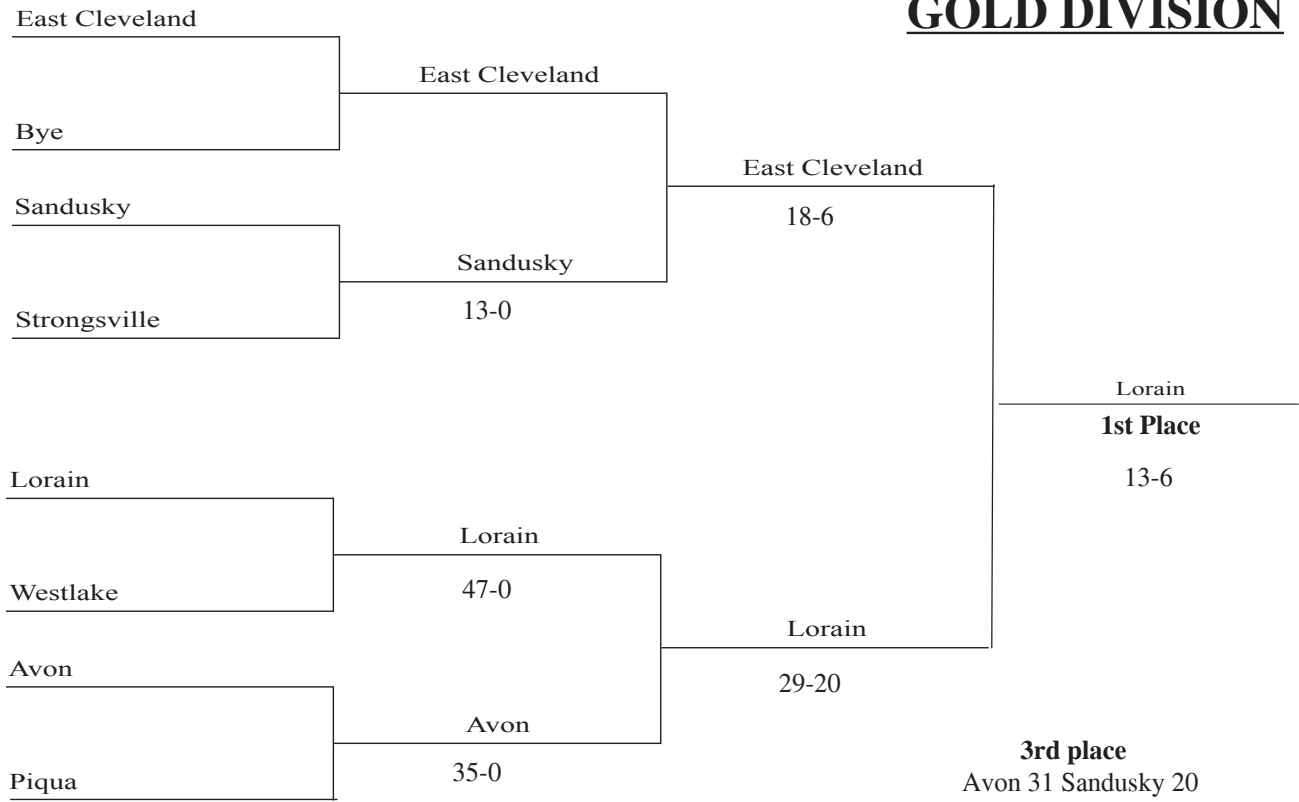 GOLD DIVISION
East Cleveland
East Cleveland
Bye
East Cleveland
18-6
Sandusky
Sandusky
13-0
Strongsville
Lorain
1st Place
13-6
Lorain
Lorain
47-0
Westlake
Lorain
29-20
Avon
Avon
35-0
Piqua
3rd place
Avon 31 Sandusky 20